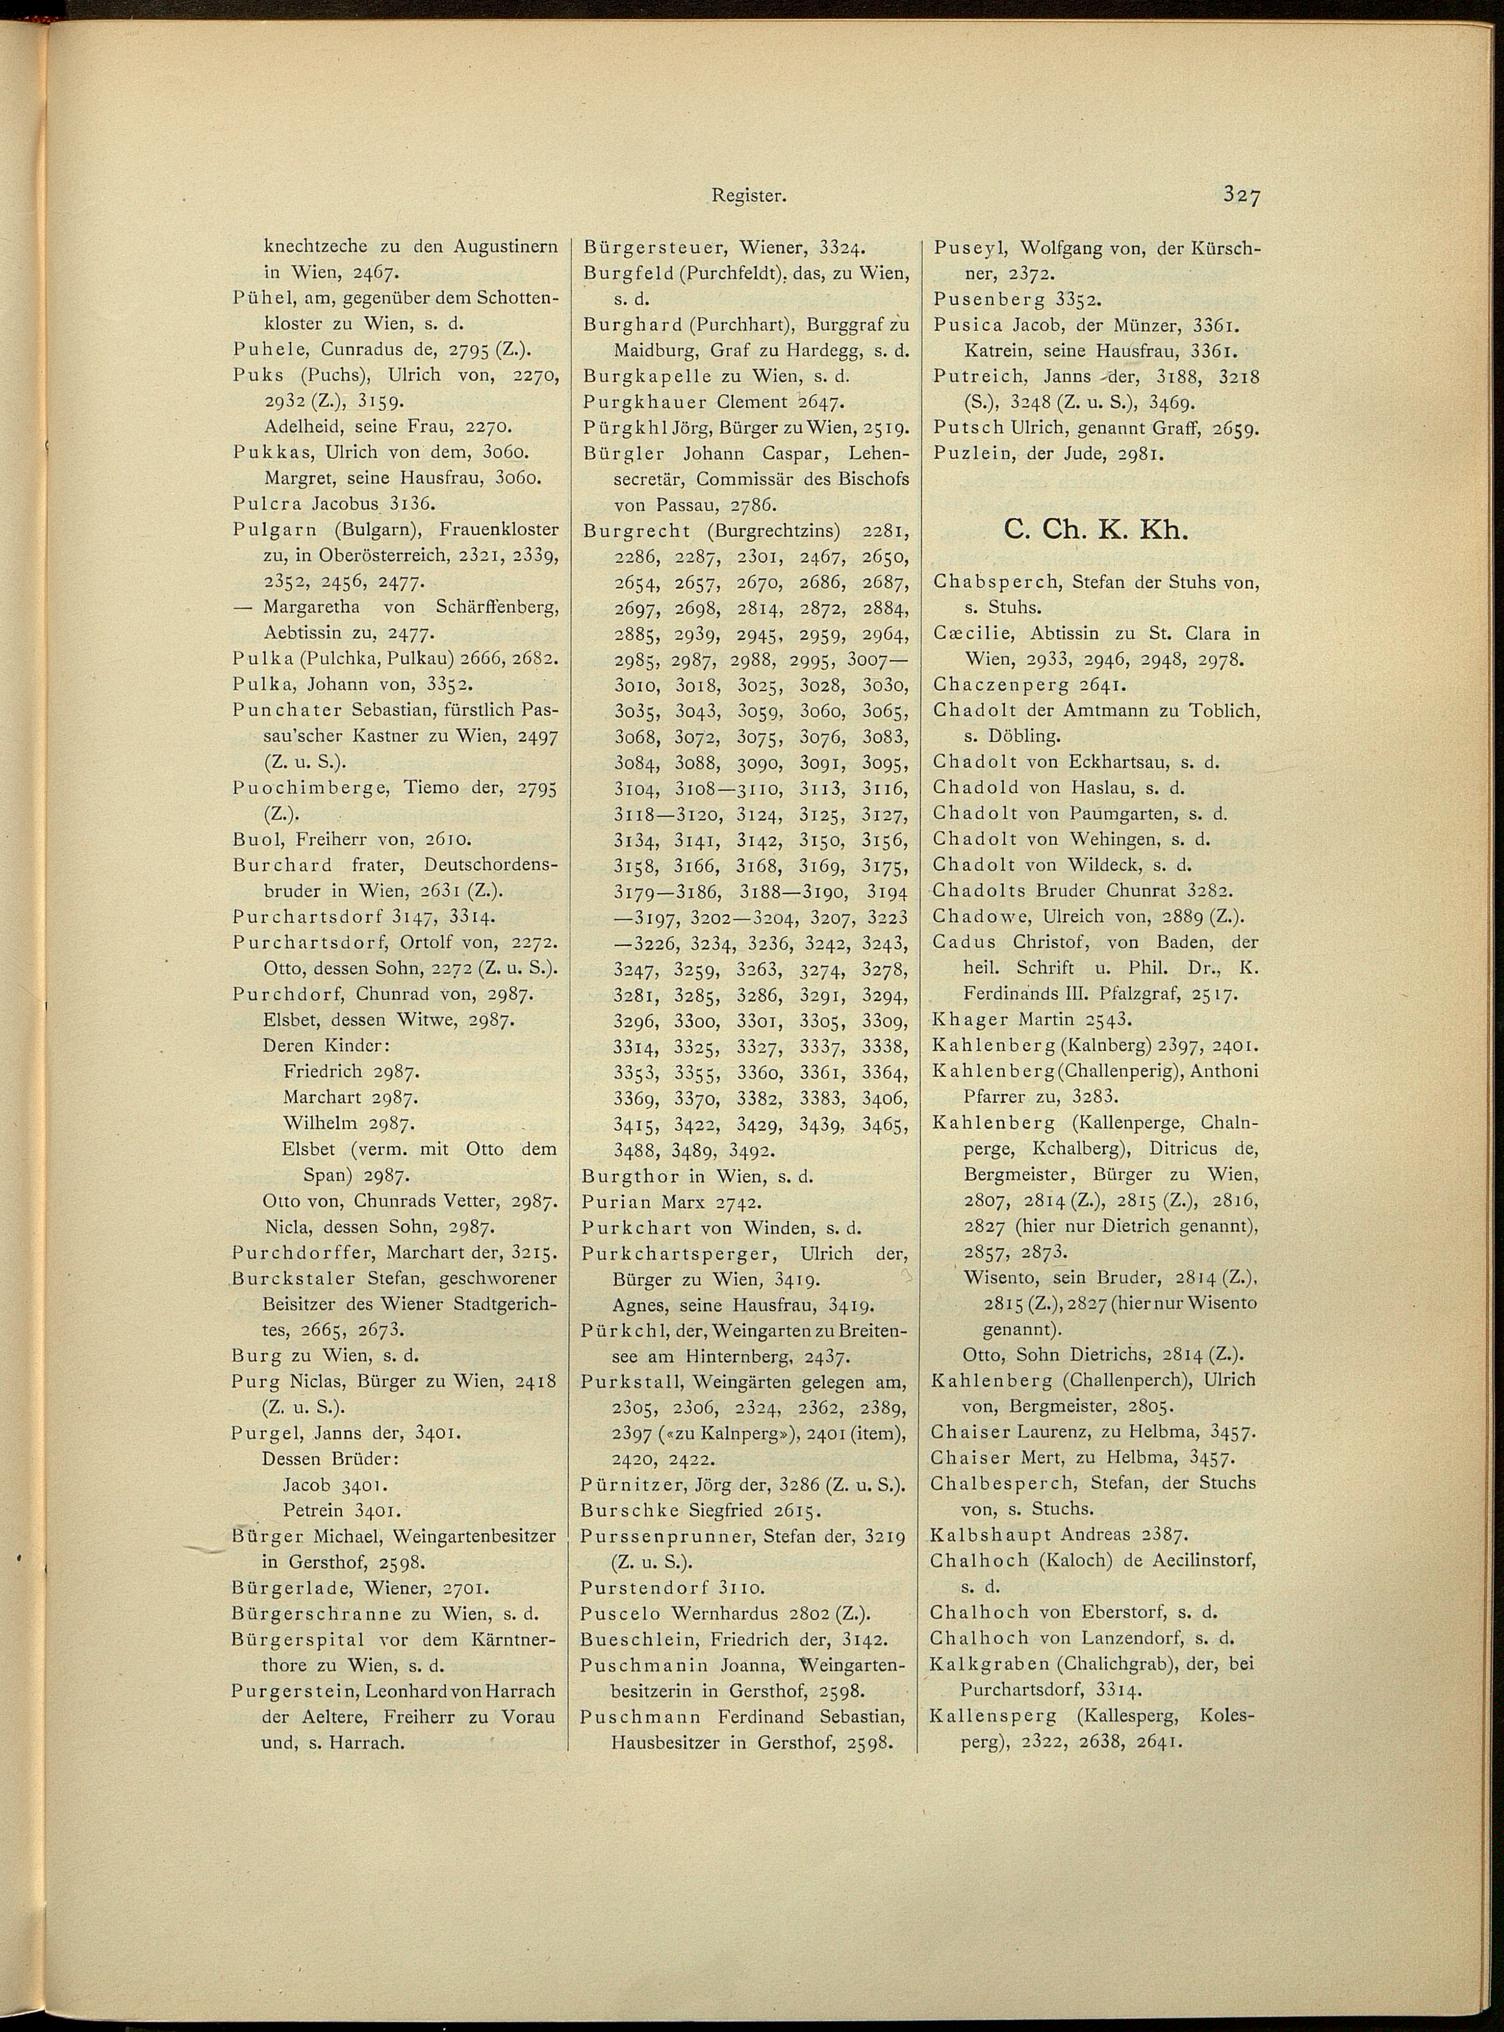 Register.
327
knechtzeche zu den Augustinern
in Wien, 2467.
Pühel, am, gegenüber dem Schotten-
kloster zu Wien, s. d.
Puhele, Cunradus de, 2795 (Z.).
Puks (Puchs), Ulrich von, 2270,
2932 (Z.), 3159.
Adelheid, seine Frau, 2270.
Pukkas, Ulrich von dem, 3060.
Margret, seine Hausfrau, 3060.
Pulcra Jacobus 3136.
Pulgarn (Bulgarn), Frauenkloster
zu, in Oberösterreich, 2321, 2339,
2352, 2456, 2477.
— Margaretha von Schärffenberg,
Aebtissin zu, 2477.
Pulka (Pulchka, Pulkau) 2666, 2682.
Pulka, Johann von, 3352.
Punchater Sebastian, fürstlich Pas-
sau'scher Kastner zu Wien, 2497
(Z. u. S.).
Puochimberge, Tiemo der, 2795
(Z.).
Buol, Freiherr von, 2610.
Burchard frater, Deutschordens-
bruder in Wien, 2631 (Z.).
Purchartsdorf 3147, 3314.
Purchartsdorf, Ortolf von, 2272.
Otto, dessen Sohn, 2272 (Z. u. S.).
Purchdorf, Chunrad von, 2987.
Elsbet, dessen Witwe, 2987.
Deren Kinder:
Friedrich 2987.
Marchart 2987.
Wilhelm 2987.
Elsbet (verm. mit Otto dem
Span) 2987.
Otto von, Chunrads Vetter, 2987.
Nicla, dessen Sohn, 2987.
Purchdorffer, Marchart der, 3215.
Burckstaler Stefan, geschworener
Beisitzer des Wiener Stadtgerich-
tes, 2665, 2673.
Burg zu Wien, s. d.
Purg Niclas, Bürger zu Wien, 2418
(Z. u. S.).
Purgel, Janns der, 3401.
Dessen Brüder:
Jacob 3401.
Petrein 3401.
Bürger Michael, Weingartenbesitzer
in Gersthof, 2598.
Bürgerlade, Wiener, 2701.
Bürgerschranne zu Wien, s. d.
Bürgerspital vor dem Kärntner-
thore zu Wien, s. d.
Purgerstein, Leonhard von Harrach
der Aeltere, Freiherr zu Vorau
und, s. Harrach.
Bürgersteuer, Wiener, 3324.
Burgfeld (Purchfeldt), das, zu Wien,
s. d.
Burghard (Purchhart), Burggraf zu
Maidburg, Graf zu Hardegg, s. d.
Burgkapelle zu Wien, s. d.
Purgkhauer Clement 2647.
Pürgkhl Jörg, Bürger zu Wien, 2519.
Bürgler Johann Caspar, Lehen-
secretär, Commissär des Bischofs
von Passau, 2786.
Burgrecht (Burgrechtzins) 2281,
2286, 2287, 2301, 2467, 2650,
2654, 2657, 2670, 2686, 2687,
2697, 2698, 2814, 2872, 2884,
2885, 2939, 2945, 2959, 2964,
2985, 2987, 2988, 2995, 3007—
3010, 3018, 3025, 3028, 3030,
3035, 3043, 3059, 3060, 3065,
3068, 3072, 3075, 3076, 3083,
3084, 3088, 3090, 3091, 3095,
3104, 3108—3110, 3113, 3116,
3118—3120, 3124, 3125, 3127,
3134, 3141, 3142, 3150, 3156,
3158, 3166, 3168, 3169, 3175,
3179—3186, 3188—3190, 3194
—3197, 3202—3204, 3207, 3223
—3226, 3234, 3236, 3242, 3243,
3247, 3259, 3263, 3274, 3278,
3281, 3285, 3286, 3291, 3294,
3296, 3300, 3301, 3305, 3309,
3314, 3325, 3327, 3337, 3338,
3353, 3355, 3360, 3361, 3364,
3369, 3370, 3382, 3383, 3406,
3415, 3422, 3429, 3439, 3465,
3488, 3489, 3492.
Burgthor in Wien, s. d.
Purian Marx 2742.
Purkchart von Winden, s. d.
Purkchartsperger, Ulrich der,
Bürger zu Wien, 3419.
Agnes, seine Hausfrau, 3419.
Pürkchl, der, Weingarten zu Breiten-
see am Hinternberg, 2437.
Purkstall, Weingärten gelegen am,
2305, 2306, 2324, 2362, 2389,
2397 («zu Kalnperg»), 2401 (item),
2420, 2422.
Pürnitzer, Jörg der, 3286 (Z. u. S.).
Burschke Siegfried 2615.
Purssenprunner, Stefan der, 3219
(Z. u. S.).
Purstendorf 3110.
Puscelo Wernhardus 2802 (Z.).
Bueschlein, Friedrich der, 3142.
Puschmanin Joanna, Weingarten-
besitzerin in Gersthof, 2598.
Puschmann Ferdinand Sebastian,
Hausbesitzer in Gersthof, 2598.
Puseyl, Wolfgang von, der Kürsch-
ner, 2372.
Pusenberg 3352.
Pusica Jacob, der Münzer, 3361.
Katrein, seine Hausfrau, 3361.
Putreich, Janns der, 3188, 3218
(S.), 3248 (Z. u. S.), 3469.
Putsch Ulrich, genannt Graff, 2659.
Puzlein, der Jude, 2981.
C. Ch. K. Kh.
Chabsperch, Stefan der Stuhs von,
s. Stuhs.
Cæcilie, Abtissin zu St. Clara in
Wien, 2933, 2946, 2948, 2978.
Chaczenperg 2641.
Chadolt der Amtmann zu Toblich,
s. Döbling.
Chadolt von Eckhartsau, s. d.
Chadold von Haslau, s. d.
Chadolt von Paumgarten, s. d.
Chadolt von Wehingen, s. d.
Chadolt von Wildeck, s. d.
Chadolts Bruder Chunrat 3282.
Chadowe, Ulreich von, 2889 (Z.).
Cadus Christof, von Baden, der
heil. Schrift u. Phil. Dr., K.
Ferdinands III. Pfalzgraf, 2517.
Khager Martin 2543.
Kahlenberg (Kalnberg) 2397, 2401.
Kahlenberg (Challenperig), Anthoni
Pfarrer zu, 3283.
Kahlenberg (Kallenperge, Chaln-
perge, Kchalberg), Ditricus de,
Bergmeister, Bürger zu Wien,
2807, 2814 (Z.), 2815 (Z.), 2816,
2827 (hier nur Dietrich genannt),
2857, 2873.
Wisento, sein Bruder, 2814 (Z.),
2815 (Z.), 2827 (hier nur Wisento
genannt).
Otto, Sohn Dietrichs, 2814 (Z.).
Kahlenberg (Challenperch), Ulrich
von, Bergmeister, 2805.
Chaiser Laurenz, zu Helbma, 3457.
Chaiser Mert, zu Helbma, 3457.
Chalbesperch, Stefan, der Stuchs
von, s. Stuchs.
Kalbshaupt Andreas 2387.
Chalhoch (Kaloch) de Aecilinstorf,
s. d.
Chalhoch von Eberstorf, s. d.
Chalhoch von Lanzendorf, s. d.
Kalkgraben (Chalichgrab), der, bei
Purchartsdorf, 3314.
Kallensperg (Kallesperg, Koles-
perg), 2322, 2638, 2641.